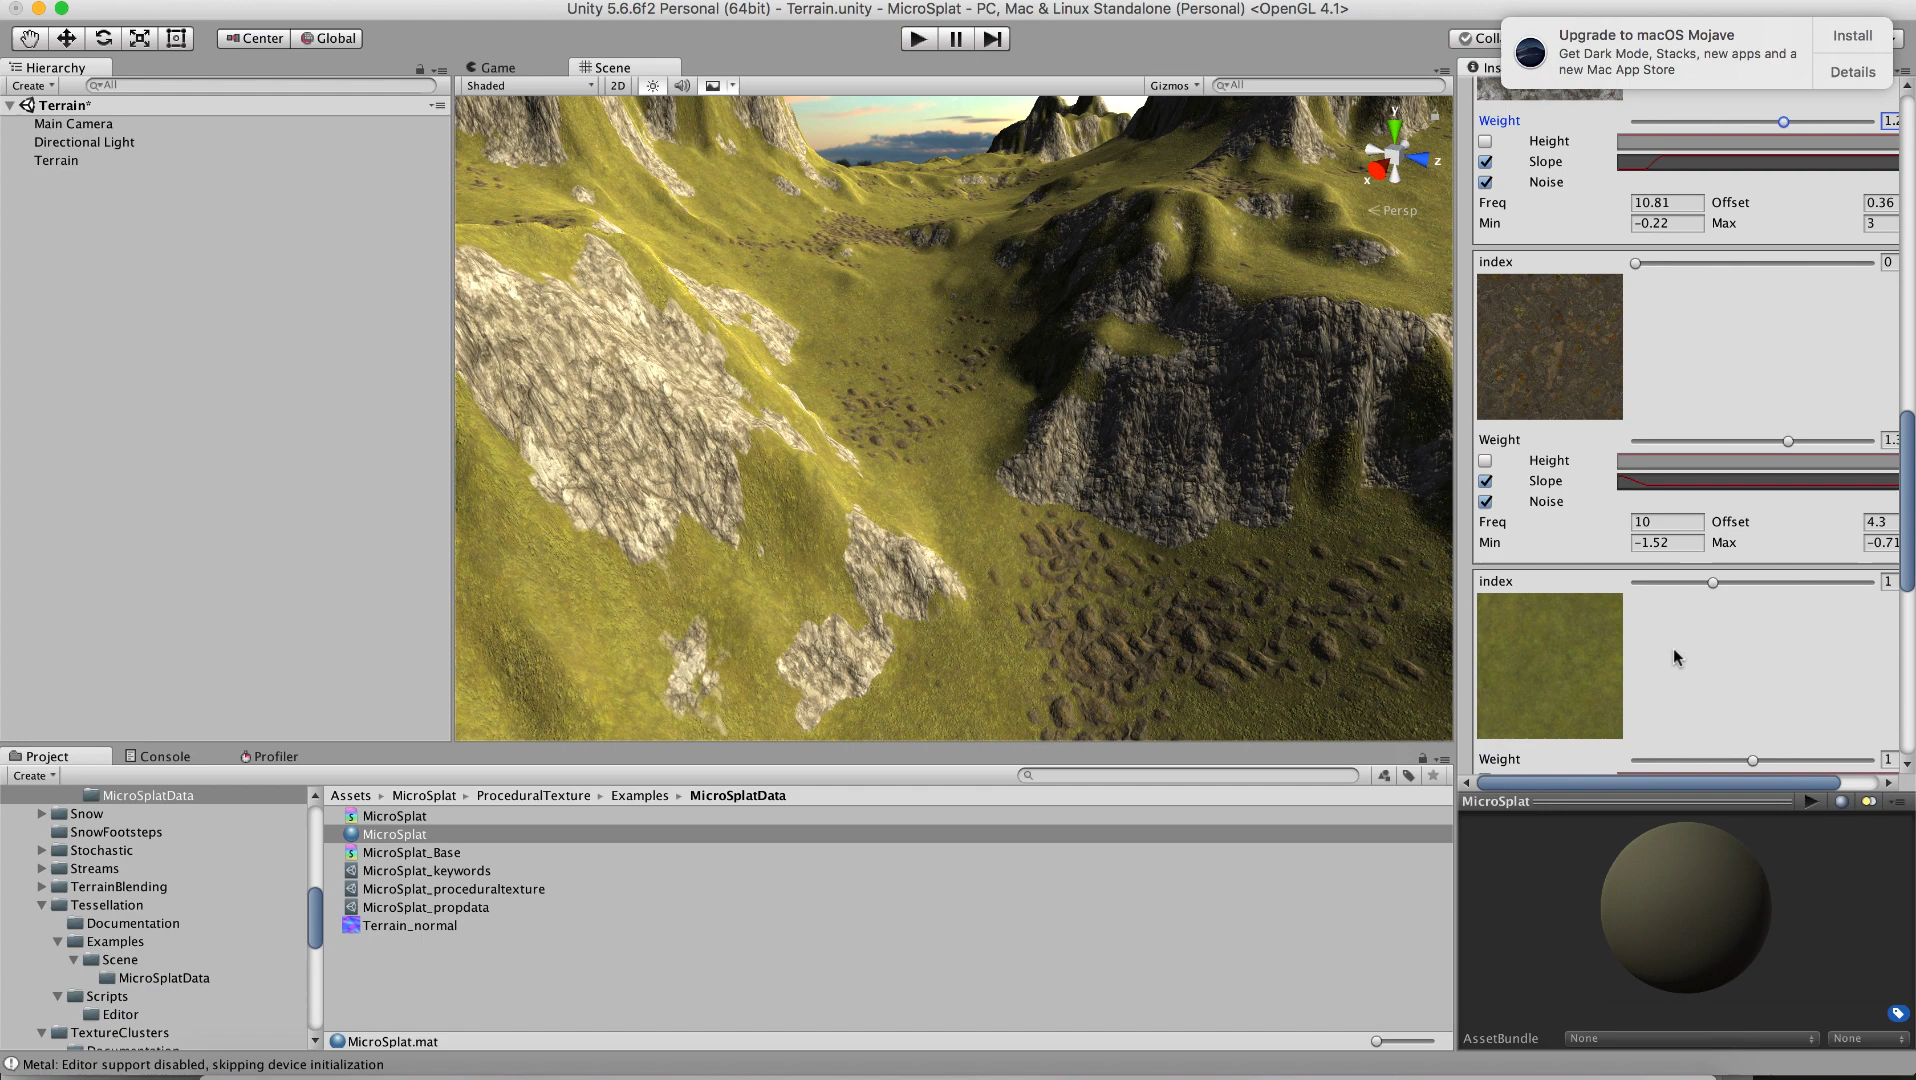 Unity 5.6.6f2 Personal (64bit) - Terrain.unity - MicroSplat - PC, Mac & Linux Standalone (Personal) <OpenGL 4.1>
Center Global
Upgrade to macOS Mojave
Get Dark Mode, Stacks, new apps and a
new Mac App Store
Install
Details
Hierarchy
Create
All
Terrain*
Main Camera
Directional Light
Terrain
Game Scene
Shaded 2D Gizmos All
y
z
x
Persp
Weight
Height
Slope
Noise
Freq 10.81 Offset 0.36
Min -0.22 Max 3
index 0
Weight
Height
Slope
Noise
Freq 10 Offset 4.3
Min -1.52 Max -0.71
index 1
Weight 1
Project Console Profiler
Create
MicroSplatData
Snow
SnowFootsteps
Stochastic
Streams
TerrainBlending
Tessellation
Documentation
Examples
Scene
MicroSplatData
Scripts
Editor
TextureClusters
Assets MicroSplat ProceduralTexture Examples MicroSplatData
MicroSplat
MicroSplat
MicroSplat_Base
MicroSplat_keywords
MicroSplat_proceduraltexture
MicroSplat_propdata
Terrain_normal
MicroSplat.mat
MicroSplat
AssetBundle None None
Metal: Editor support disabled, skipping device initialization